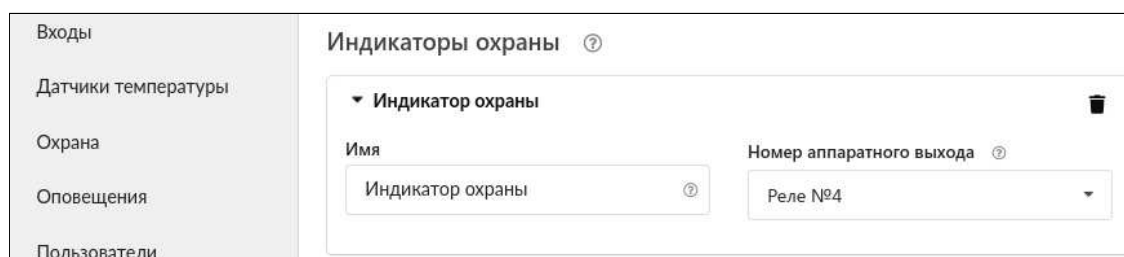 Входы
Датчики температуры
Охрана
Оповещения
Пользователи
Индикаторы охраны
Индикатор охраны
Имя
Номер аппаратного выхода
Индикатор охраны
Реле №4